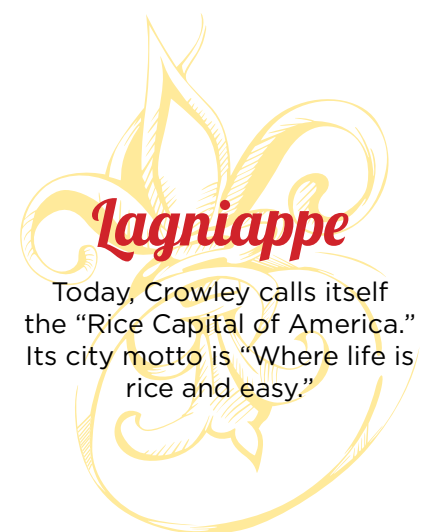 Lagniappe
Today, Crowley calls itself
the “Rice Capital of America.”
Its city motto is “Where life is
rice and easy.”